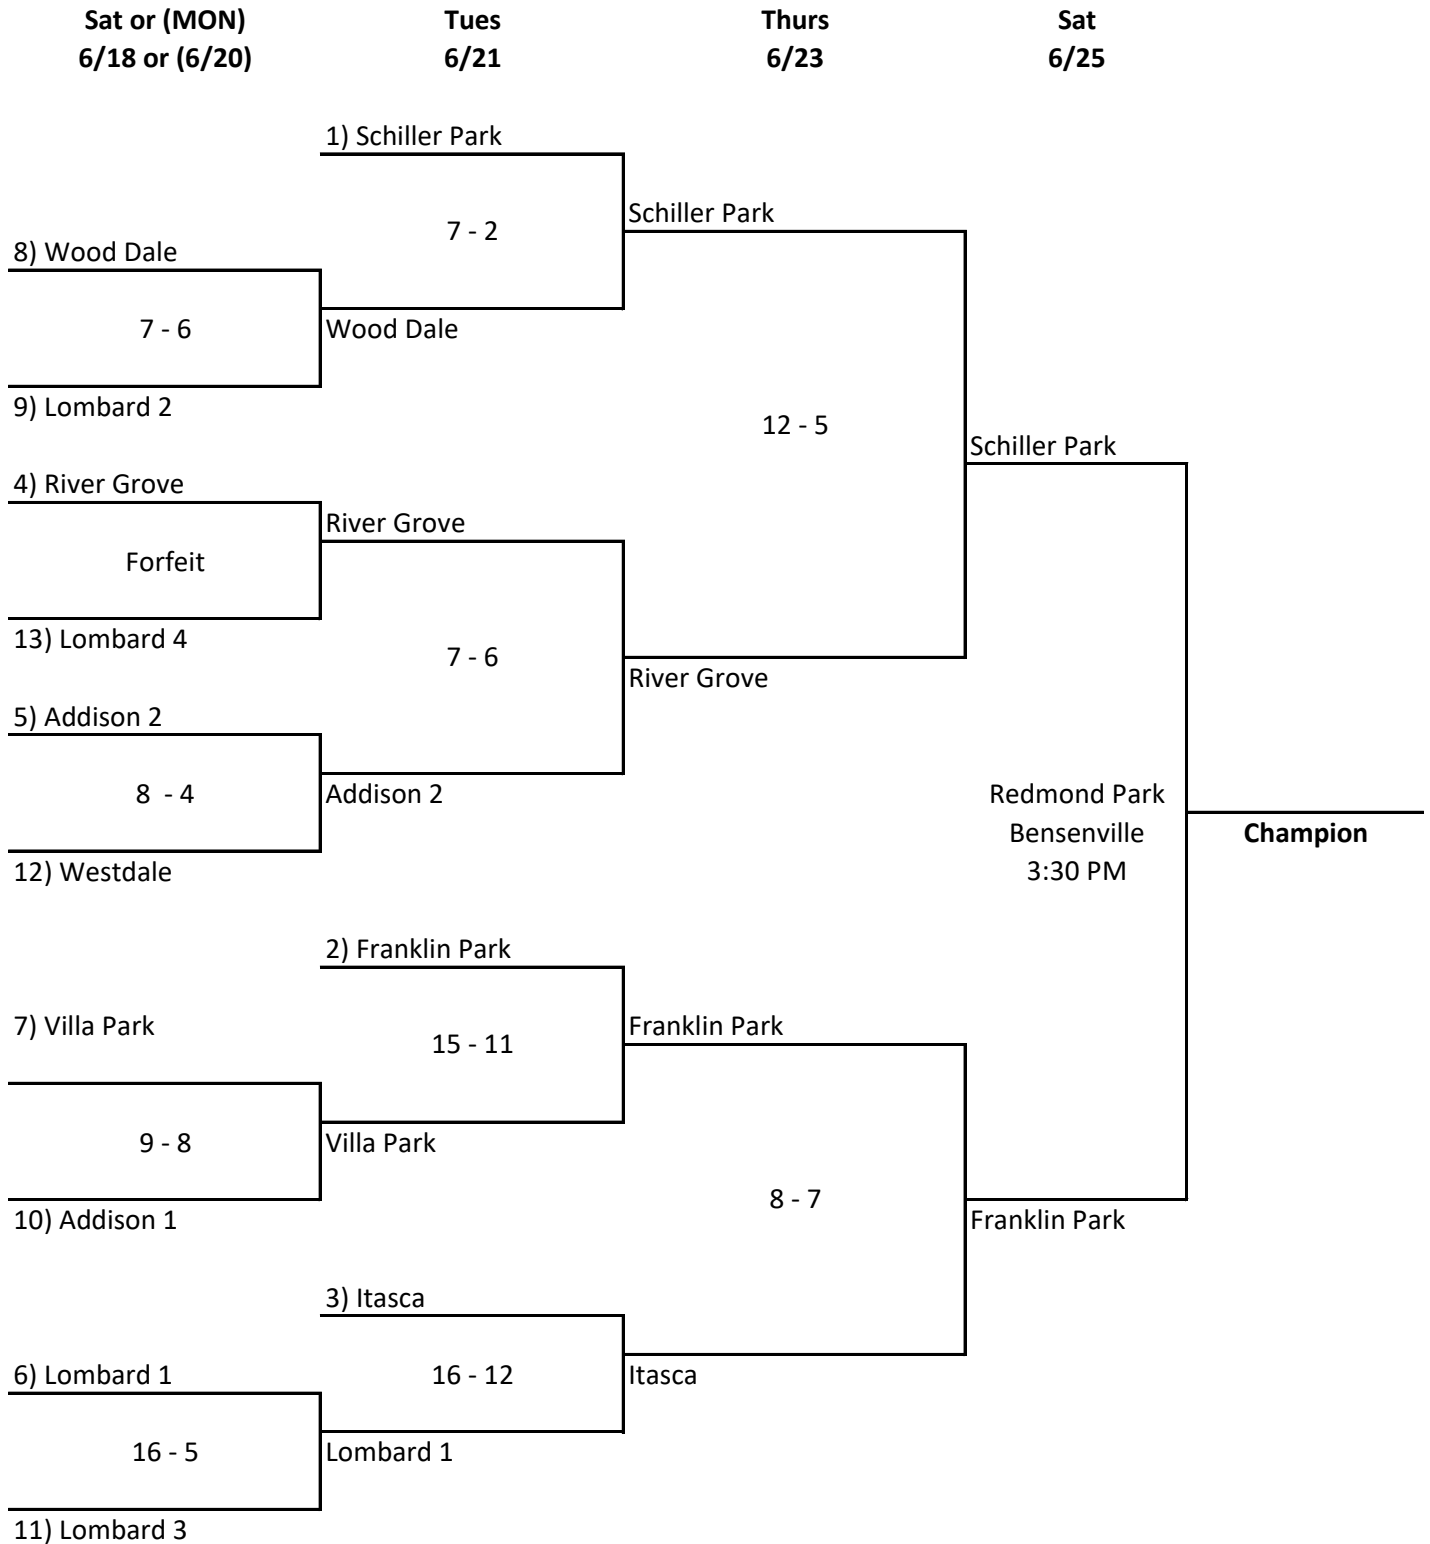 Sat or (MON) Tues Thurs Sat
6/18 or (6/20) 6/21 6/23 6/25
1) Schiller Park
Schiller Park
7 - 2
8) Wood Dale
7 - 6
Wood Dale
9) Lombard 2
12 - 5
Schiller Park
4) River Grove
River Grove
Forfeit
13) Lombard 4
7 - 6
River Grove
5) Addison 2
8  - 4
Addison 2
12) Westdale
Redmond Park
Bensenville
3:30 PM
Champion
2) Franklin Park
7) Villa Park
Franklin Park
15 - 11
9 - 8
Villa Park
10) Addison 1
8 - 7
Franklin Park
3) Itasca
6) Lombard 1
16 - 12
Itasca
16 - 5
Lombard 1
11) Lombard 3